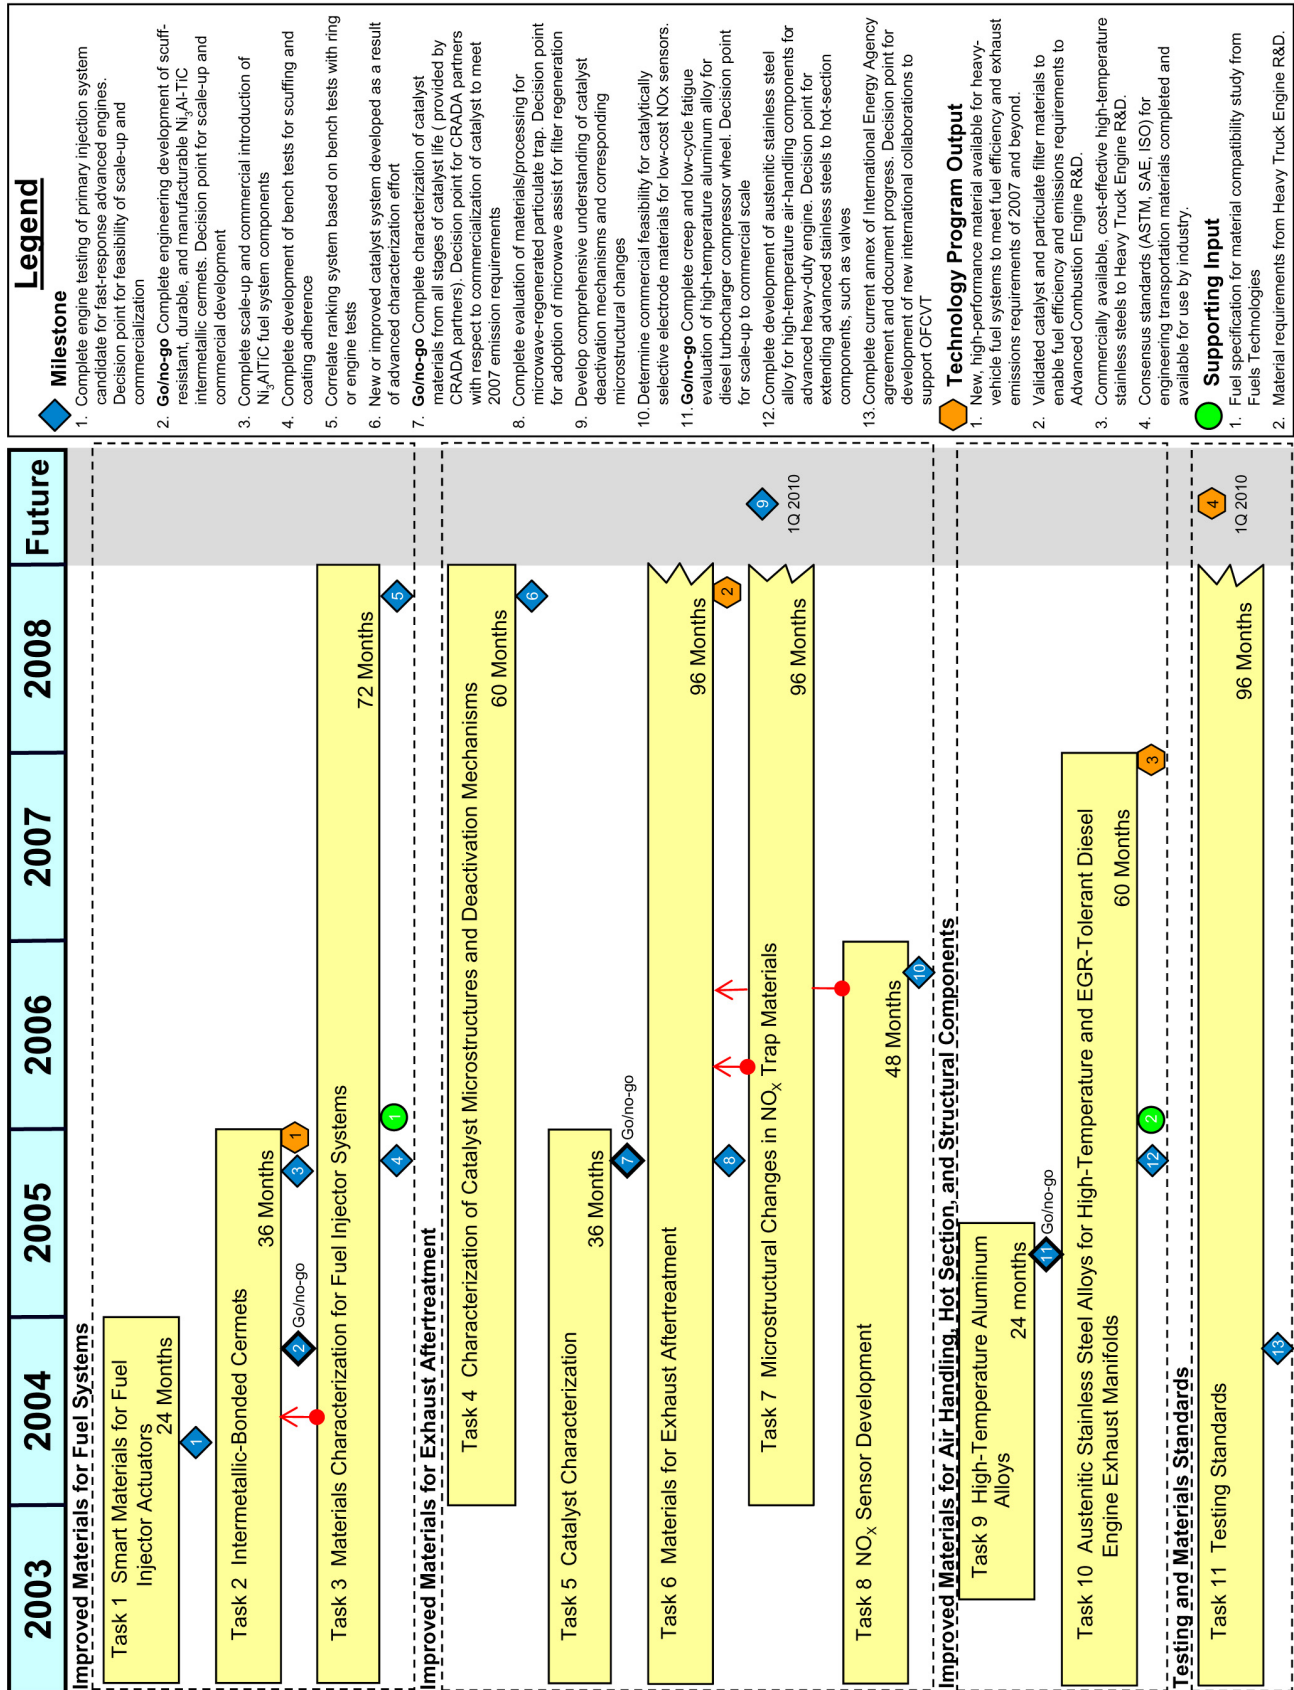 2003
2004
2005
2006
2007
2008
Future
Improved Materials for Fuel Systems
Task 1 Smart Materials for Fuel
Injector Actuators
24 Months
1
Task 2 Intermetallic-Bonded Cermets
36 Months
2
Go/no-go
3
1
Task 3 Materials Characterization for Fuel Injector Systems
72 Months
4
1
5
Improved Materials for Exhaust Aftertreatment
Task 4 Characterization of Catalyst Microstructures and Deactivation Mechanisms
60 Months
6
Task 5 Catalyst Characterization
36 Months
7
Go/no-go
Task 6 Materials for Exhaust Aftertreatment
96 Months
8
2
Task 7 Microstructural Changes in NOX Trap Materials
96 Months
9
1Q 2010
Task 8 NOX Sensor Development
48 Months
10
Improved Materials for Air Handling, Hot Section, and Structural Components
Task 9 High-Temperature Aluminum
Alloys
24 months
11
Go/no-go
Task 10 Austenitic Stainless Steel Alloys for High-Temperature and EGR-Tolerant Diesel
Engine Exhaust Manifolds
60 Months
12
2
3
Testing and Materials Standards
Task 11 Testing Standards
96 Months
13
4
1Q 2010
Legend
Milestone
1. Complete engine testing of primary injection system
candidate for fast-response advanced engines.
Decision point for feasibility of scale-up and
commercialization
2. Go/no-go Complete engineering development of scuff-
resistant, durable, and manufacturable Ni3Al-TiC
intermetallic cermets. Decision point for scale-up and
commercial development
3. Complete scale-up and commercial introduction of
Ni3AlTiC fuel system components
4. Complete development of bench tests for scuffing and
coating adherence
5. Correlate ranking system based on bench tests with ring
or engine tests
6. New or improved catalyst system developed as a result
of advanced characterization effort
7. Go/no-go Complete characterization of catalyst
materials from all stages of catalyst life ( provided by
CRADA partners). Decision point for CRADA partners
with respect to commercialization of catalyst to meet
2007 emission requirements
8. Complete evaluation of materials/processing for
microwave-regenerated particulate trap. Decision point
for adoption of microwave assist for filter regeneration
9. Develop comprehensive understanding of catalyst
deactivation mechanisms and corresponding
microstructural changes
10. Determine commercial feasibility for catalytically
selective electrode materials for low-cost NOx sensors.
11. Go/no-go Complete creep and low-cycle fatigue
evaluation of high-temperature aluminum alloy for
diesel turbocharger compressor wheel. Decision point
for scale-up to commercial scale
12. Complete development of austenitic stainless steel
alloy for high-temperature air-handling components for
advanced heavy-duty engine. Decision point for
extending advanced stainless steels to hot-section
components, such as valves
13. Complete current annex of International Energy Agency
agreement and document progress. Decision point for
development of new international collaborations to
support OFCVT
Technology Program Output
1. New, high-performance material available for heavy-
vehicle fuel systems to meet fuel efficiency and exhaust
emissions requirements of 2007 and beyond.
2. Validated catalyst and particulate filter materials to
enable fuel efficiency and emissions requirements to
Advanced Combustion Engine R&D.
3. Commercially available, cost-effective high-temperature
stainless steels to Heavy Truck Engine R&D.
4. Consensus standards (ASTM, SAE, ISO) for
engineering transportation materials completed and
available for use by industry.
Supporting Input
1. Fuel specification for material compatibility study from
Fuels Technologies
2. Material requirements from Heavy Truck Engine R&D.